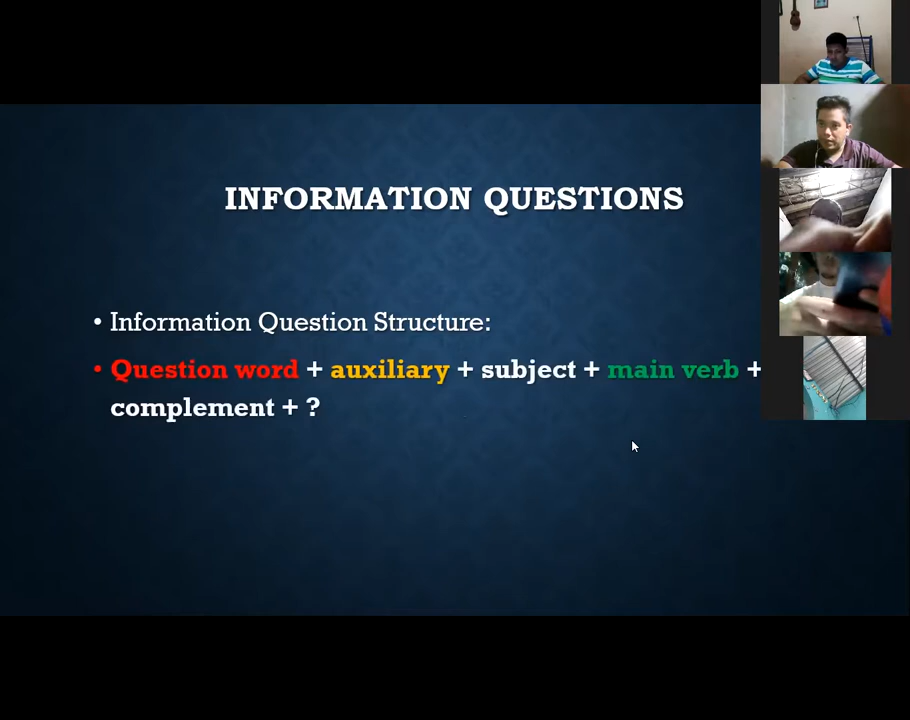 INFORMATION QUESTIONS
• Information Question Structure:
• Question word + auxiliary + subject + main verb +
complement + ?